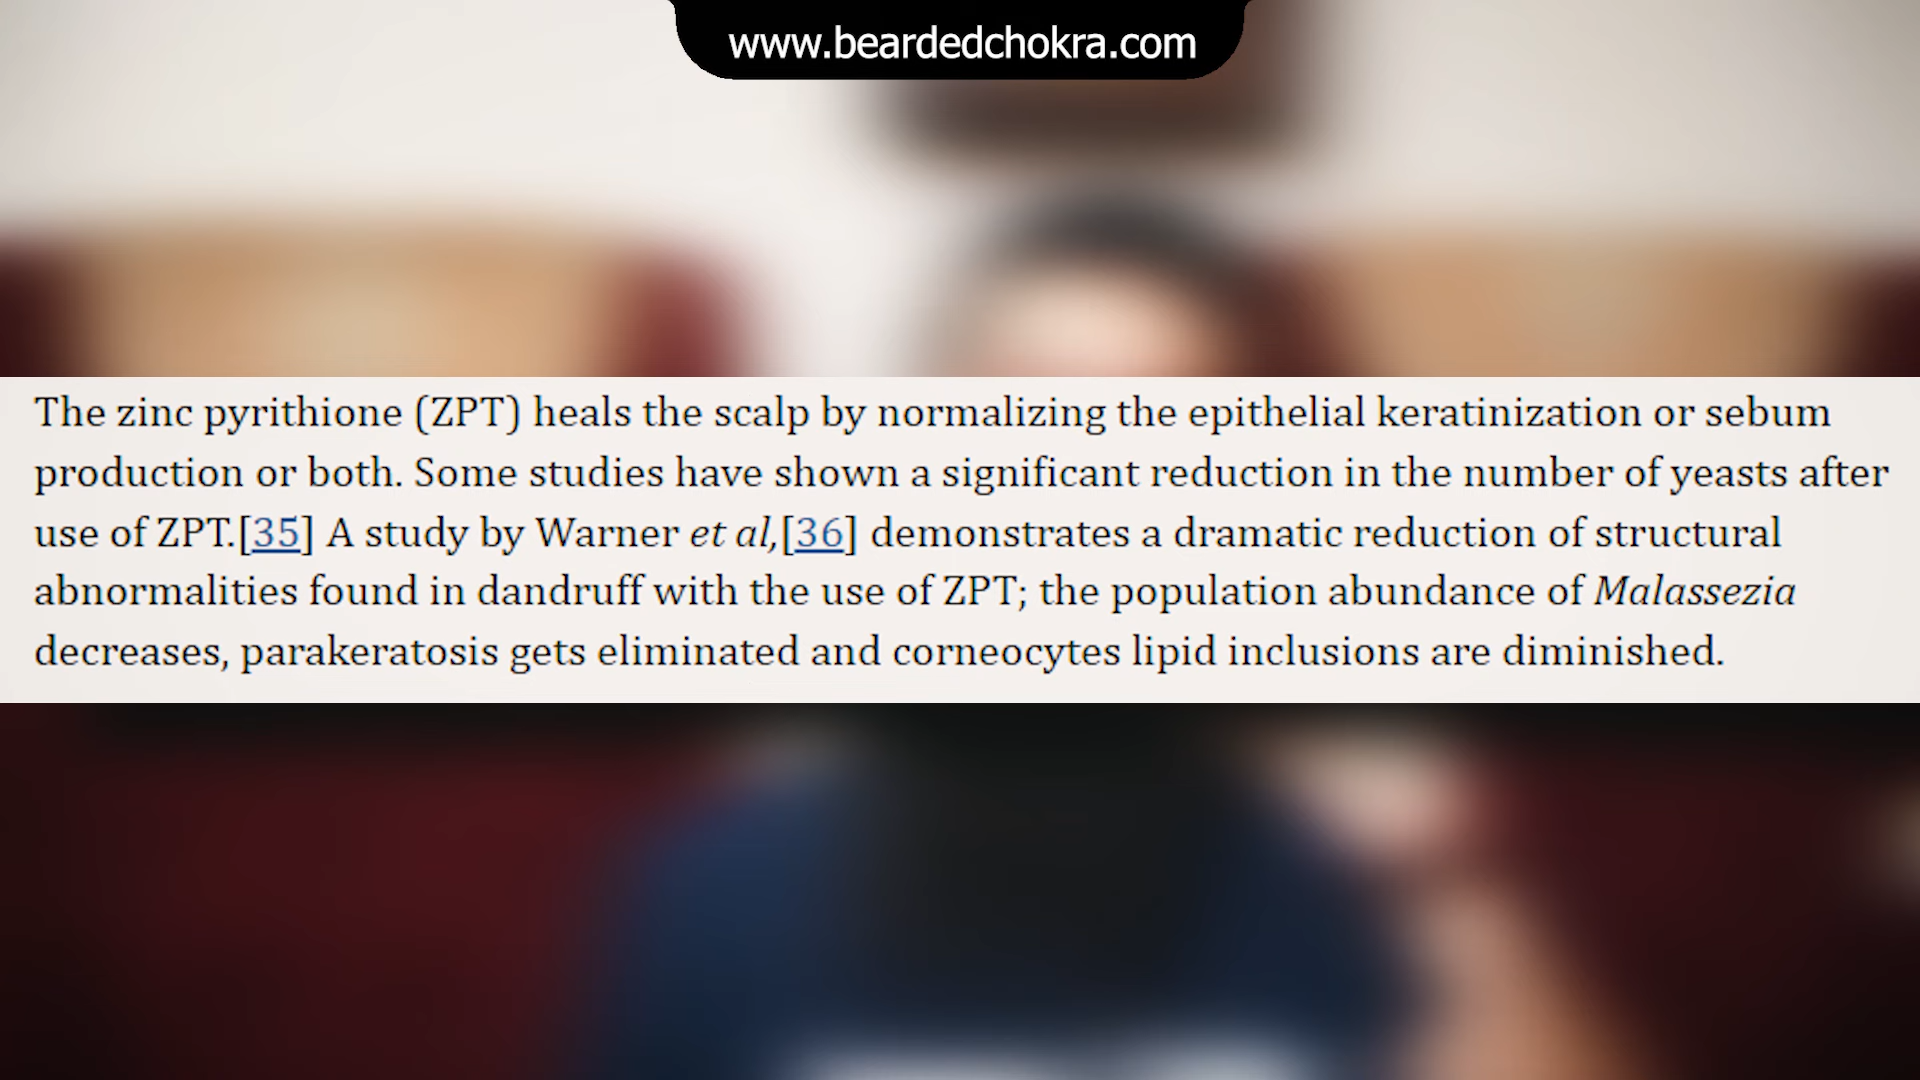 www.beardedchokra.com
The zinc pyrithione (ZPT) heals the scalp by normalizing the epithelial keratinization or sebum
production or both. Some studies have shown a significant reduction in the number of yeasts after
use of ZPT.[35] A study by Warner et al,[36] demonstrates a dramatic reduction of structural
abnormalities found in dandruff with the use of ZPT; the population abundance of Malassezia
decreases, parakeratosis gets eliminated and corneocytes lipid inclusions are diminished.